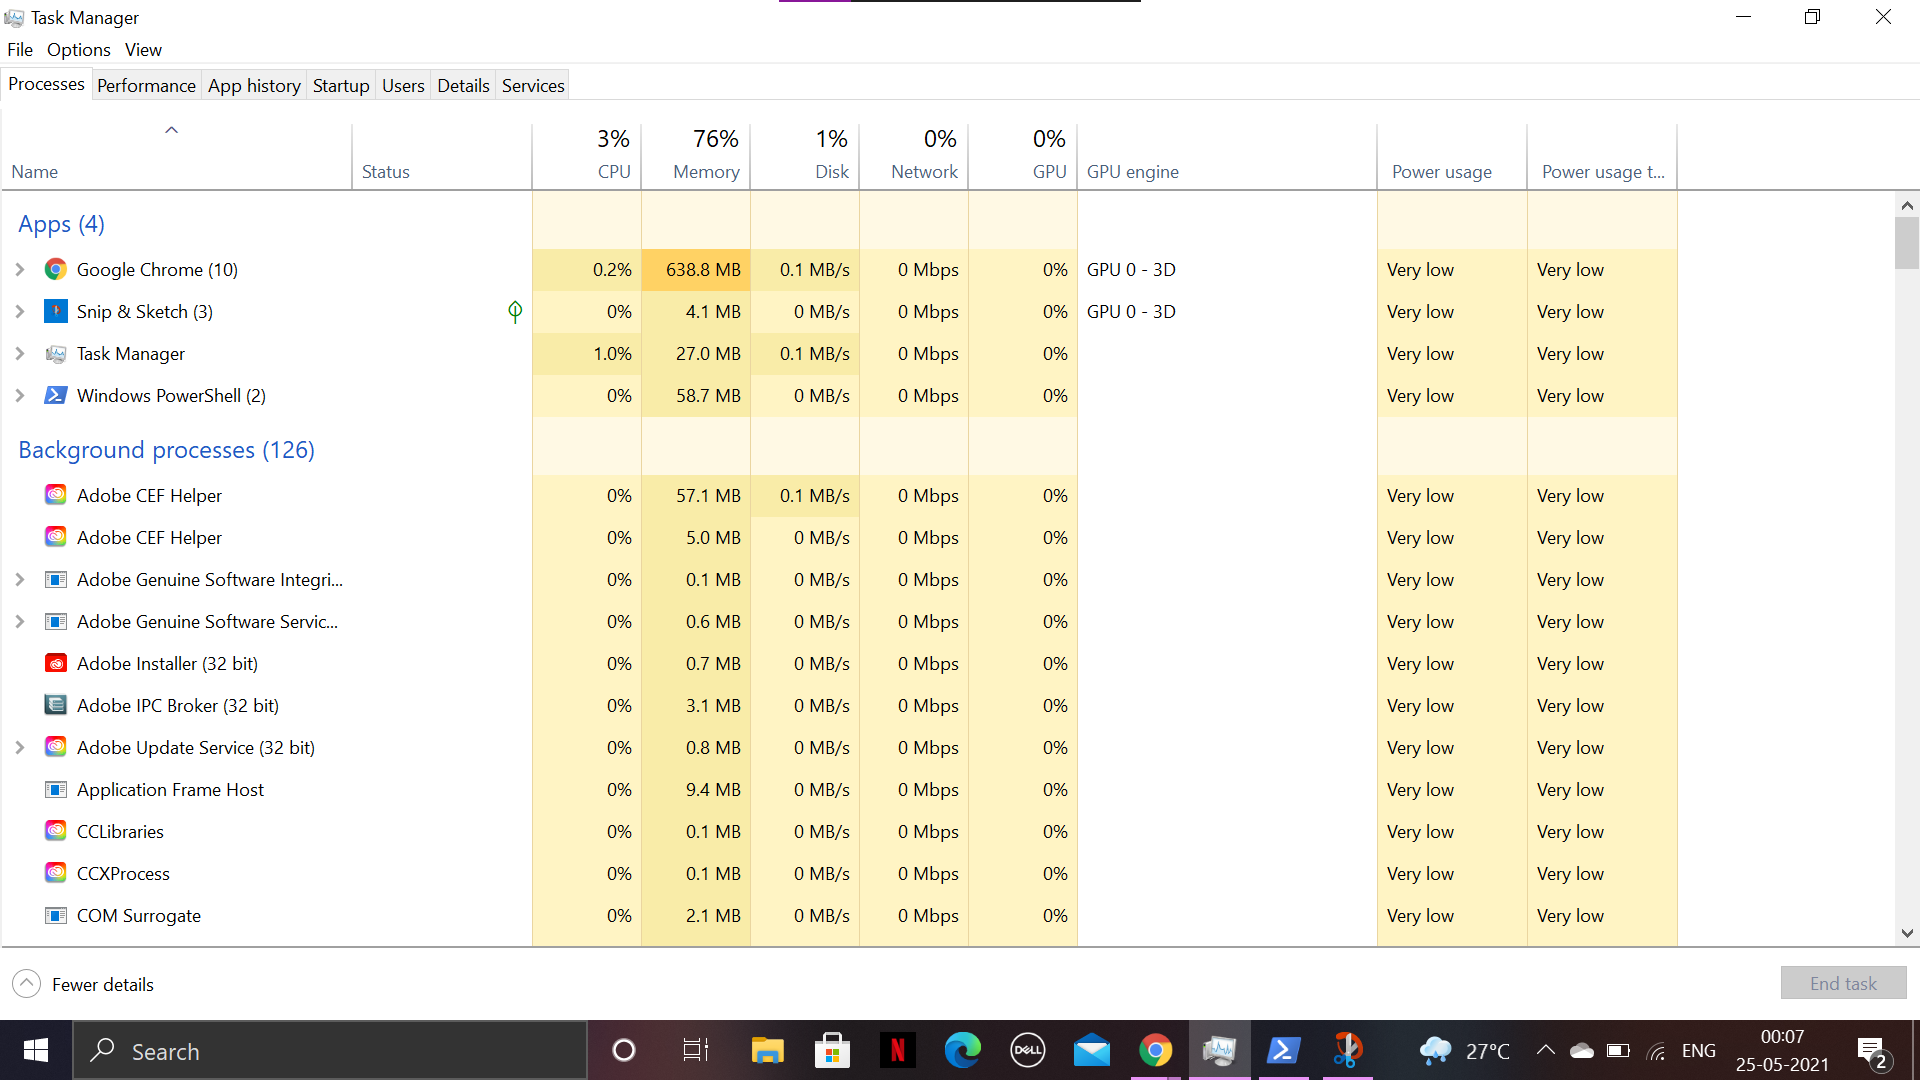 Task Manager
File Options View
Processes Performance App history Startup Users Details Services
3% 76% 1% 0% 0%
Name Status CPU Memory Disk Network GPU GPU engine Power usage Power usage t...
Apps (4)
Google Chrome (10) 0.2% 638.8 MB 0.1 MB/s 0 Mbps 0% GPU 0 - 3D Very low Very low
Snip & Sketch (3) 0% 4.1 MB 0 MB/s 0 Mbps 0% GPU 0 - 3D Very low Very low
Task Manager 1.0% 27.0 MB 0.1 MB/s 0 Mbps 0% Very low Very low
Windows PowerShell (2) 0% 58.7 MB 0 MB/s 0 Mbps 0% Very low Very low
Background processes (126)
Adobe CEF Helper 0% 57.1 MB 0.1 MB/s 0 Mbps 0% Very low Very low
Adobe CEF Helper 0% 5.0 MB 0 MB/s 0 Mbps 0% Very low Very low
Adobe Genuine Software Integri... 0% 0.1 MB 0 MB/s 0 Mbps 0% Very low Very low
Adobe Genuine Software Servic... 0% 0.6 MB 0 MB/s 0 Mbps 0% Very low Very low
Adobe Installer (32 bit) 0% 0.7 MB 0 MB/s 0 Mbps 0% Very low Very low
Adobe IPC Broker (32 bit) 0% 3.1 MB 0 MB/s 0 Mbps 0% Very low Very low
Adobe Update Service (32 bit) 0% 0.8 MB 0 MB/s 0 Mbps 0% Very low Very low
Application Frame Host 0% 9.4 MB 0 MB/s 0 Mbps 0% Very low Very low
CCLibraries 0% 0.1 MB 0 MB/s 0 Mbps 0% Very low Very low
CCXProcess 0% 0.1 MB 0 MB/s 0 Mbps 0% Very low Very low
COM Surrogate 0% 2.1 MB 0 MB/s 0 Mbps 0% Very low Very low
Fewer details End task
Search N DELL 27°C ENG 00:07
25-05-2021 2